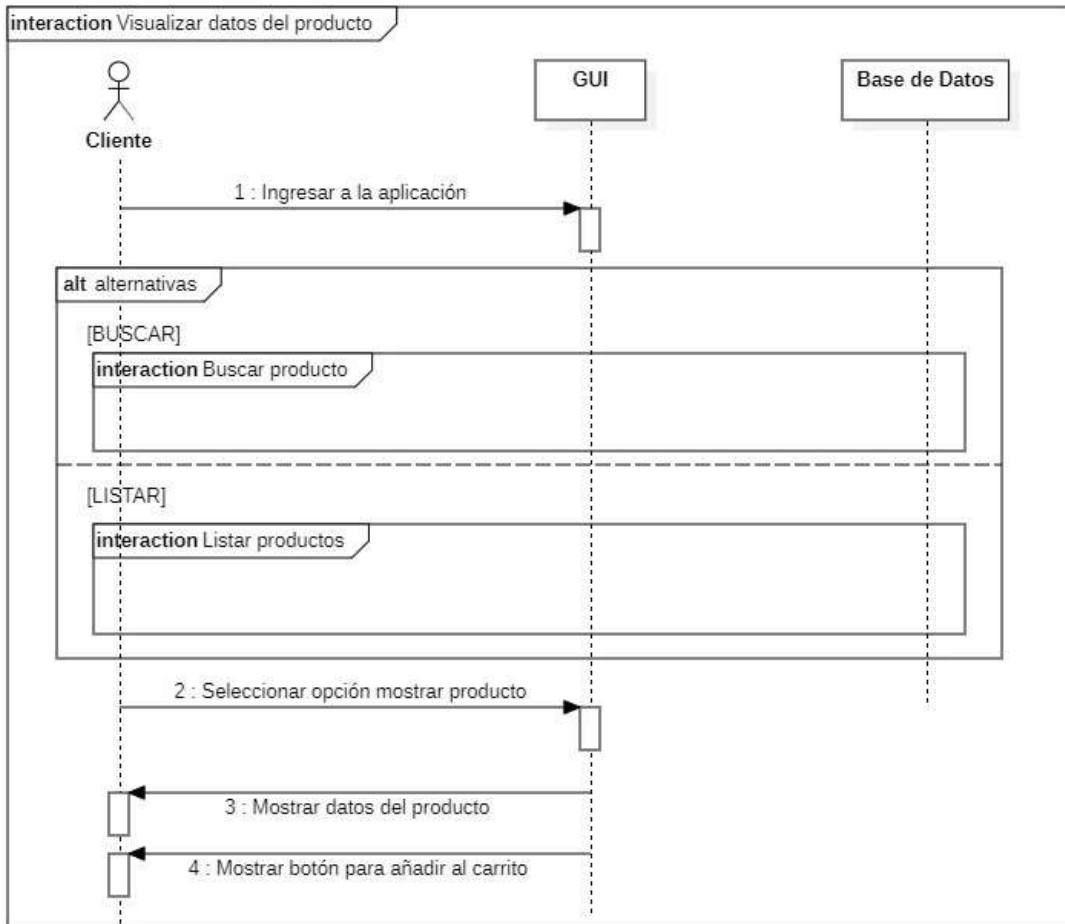 interaction Visualizar datos del producto
Cliente
GUI
Base de Datos
1 : Ingresar a la aplicación
alt alternativas
[BUSCAR]
interaction Buscar producto
[LISTAR]
interaction Listar productos
2 : Seleccionar opción mostrar producto
3 : Mostrar datos del producto
4 : Mostrar botón para añadir al carrito